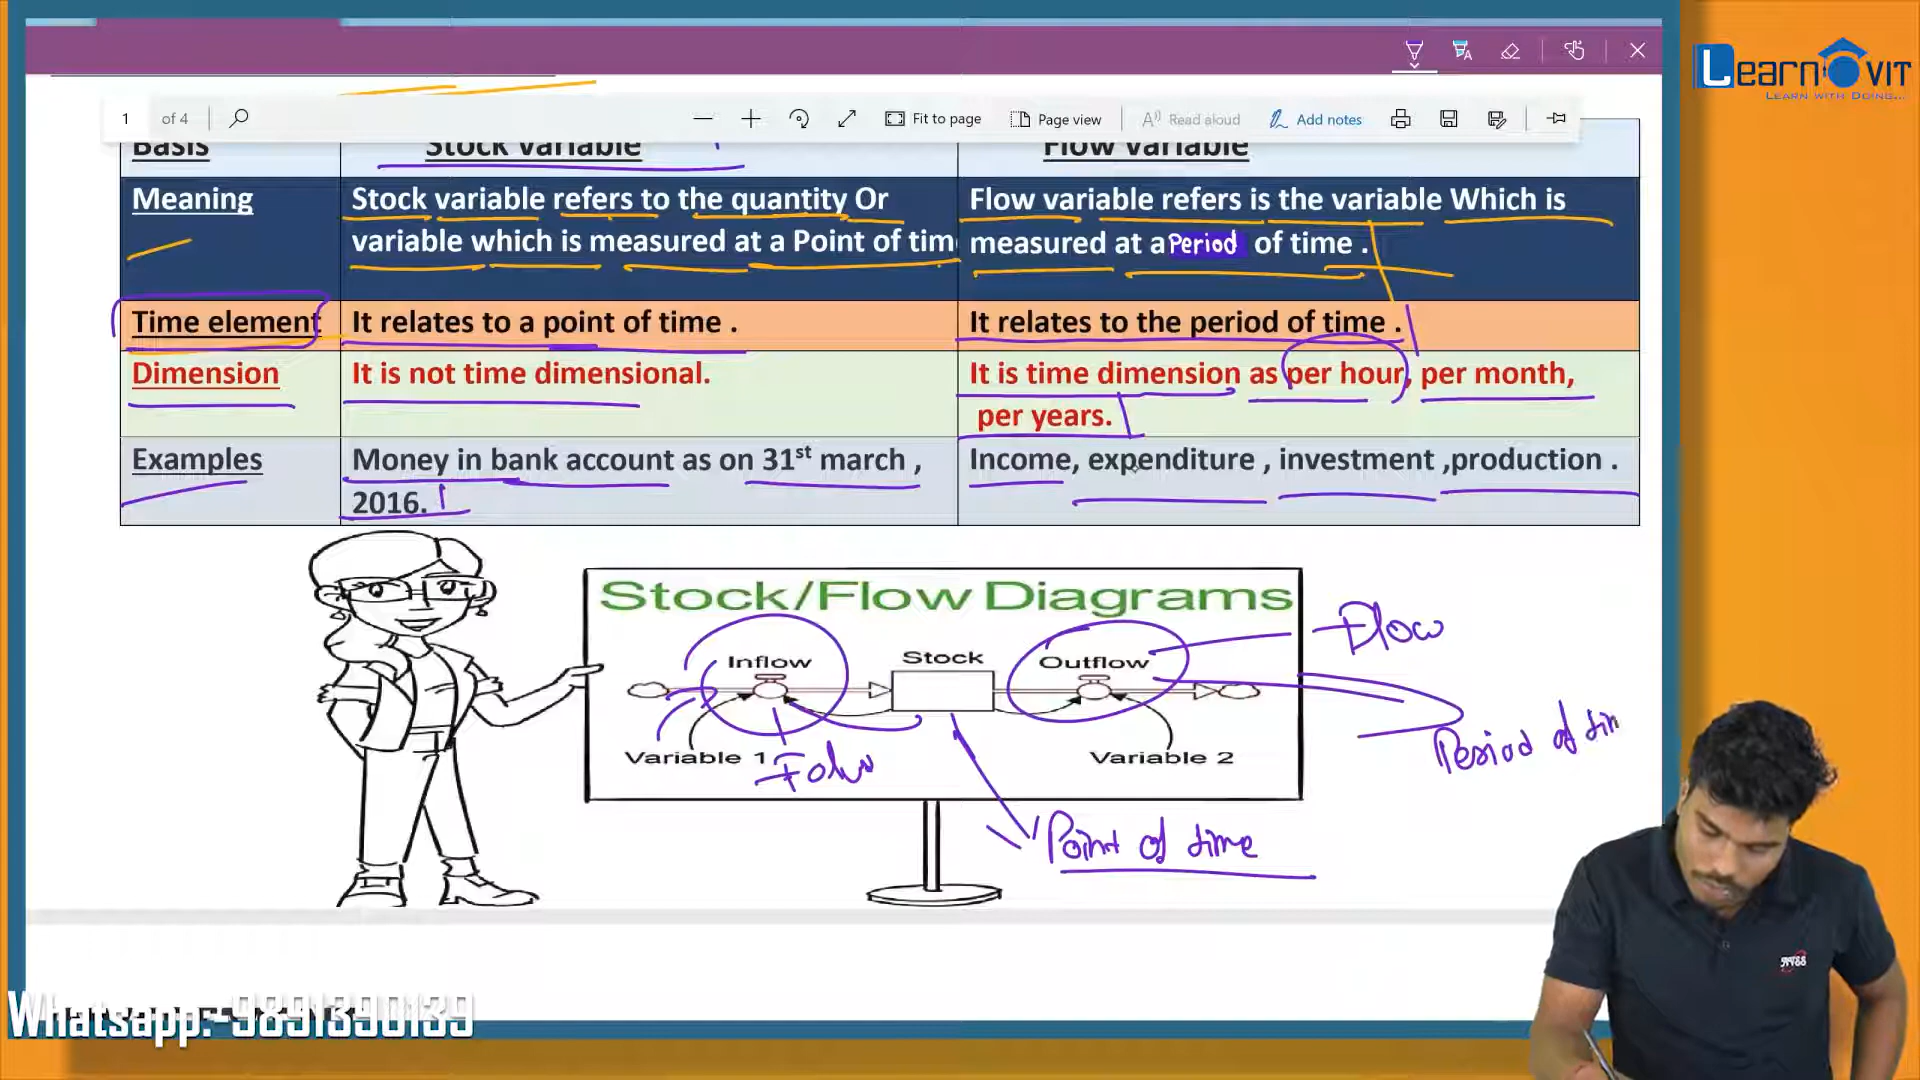 LearnOVIT
LEARN WITH DOING...
1 of 4
Fit to page
Page view
Read aloud
Add notes
Basis Stock variable Flow variable
Meaning
Stock variable refers to the quantity Or
variable which is measured at a Point of tim
Flow variable refers is the variable Which is
measured at a Period of time .
Time element
It relates to a point of time .
It relates to the period of time .
Dimension
It is not time dimensional.
It is time dimension as per hour, per month,
per years.
Examples
Money in bank account as on 31st march ,
2016.
Income, expenditure , investment ,production .
Stock/Flow Diagrams
Flow
Inflow Stock Outflow
Variable 1 Variable 2
Period of tim
Point of time
Whatsapp:-9891390139